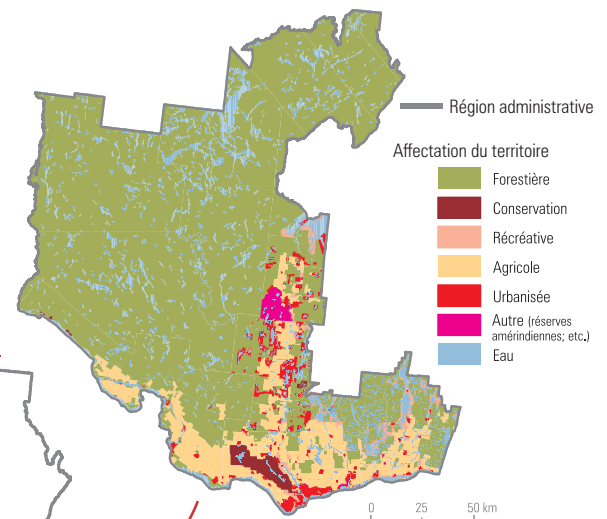 Région administrative
Affectation du territoire
Forestière
Conservation
Récréative
Agricole
Urbanisée
Autre (réserves
amérindiennes; etc.)
Eau
0 25 50 km